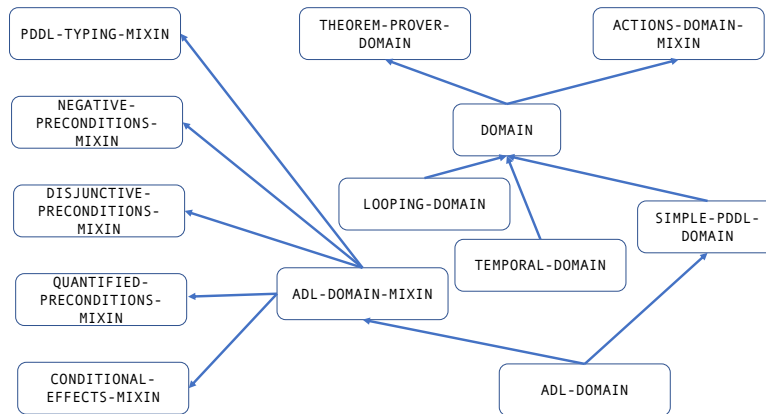 PDDL-TYPING-MIXIN
THEOREM-PROVER-
DOMAIN
ACTIONS-DOMAIN-
MIXIN
NEGATIVE-
PRECONDITIONS-
MIXIN
DOMAIN
DISJUNCTIVE-
PRECONDITIONS-
MIXIN
LOOPING-DOMAIN
SIMPLE-PDDL-
DOMAIN
TEMPORAL-DOMAIN
QUANTIFIED-
PRECONDITIONS-
MIXIN
ADL-DOMAIN-MIXIN
CONDITIONAL-
EFFECTS-MIXIN
ADL-DOMAIN